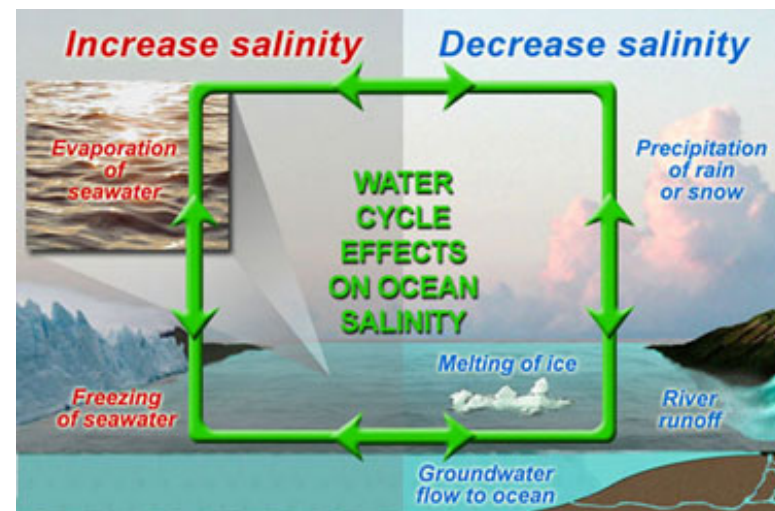 Increase salinity
Decrease salinity
Evaporation
of
seawater
Precipitation
of rain
or snow
WATER
CYCLE
EFFECTS
ON OCEAN
SALINITY
Freezing
of seawater
Melting of ice
River
runoff
Groundwater
flow to ocean